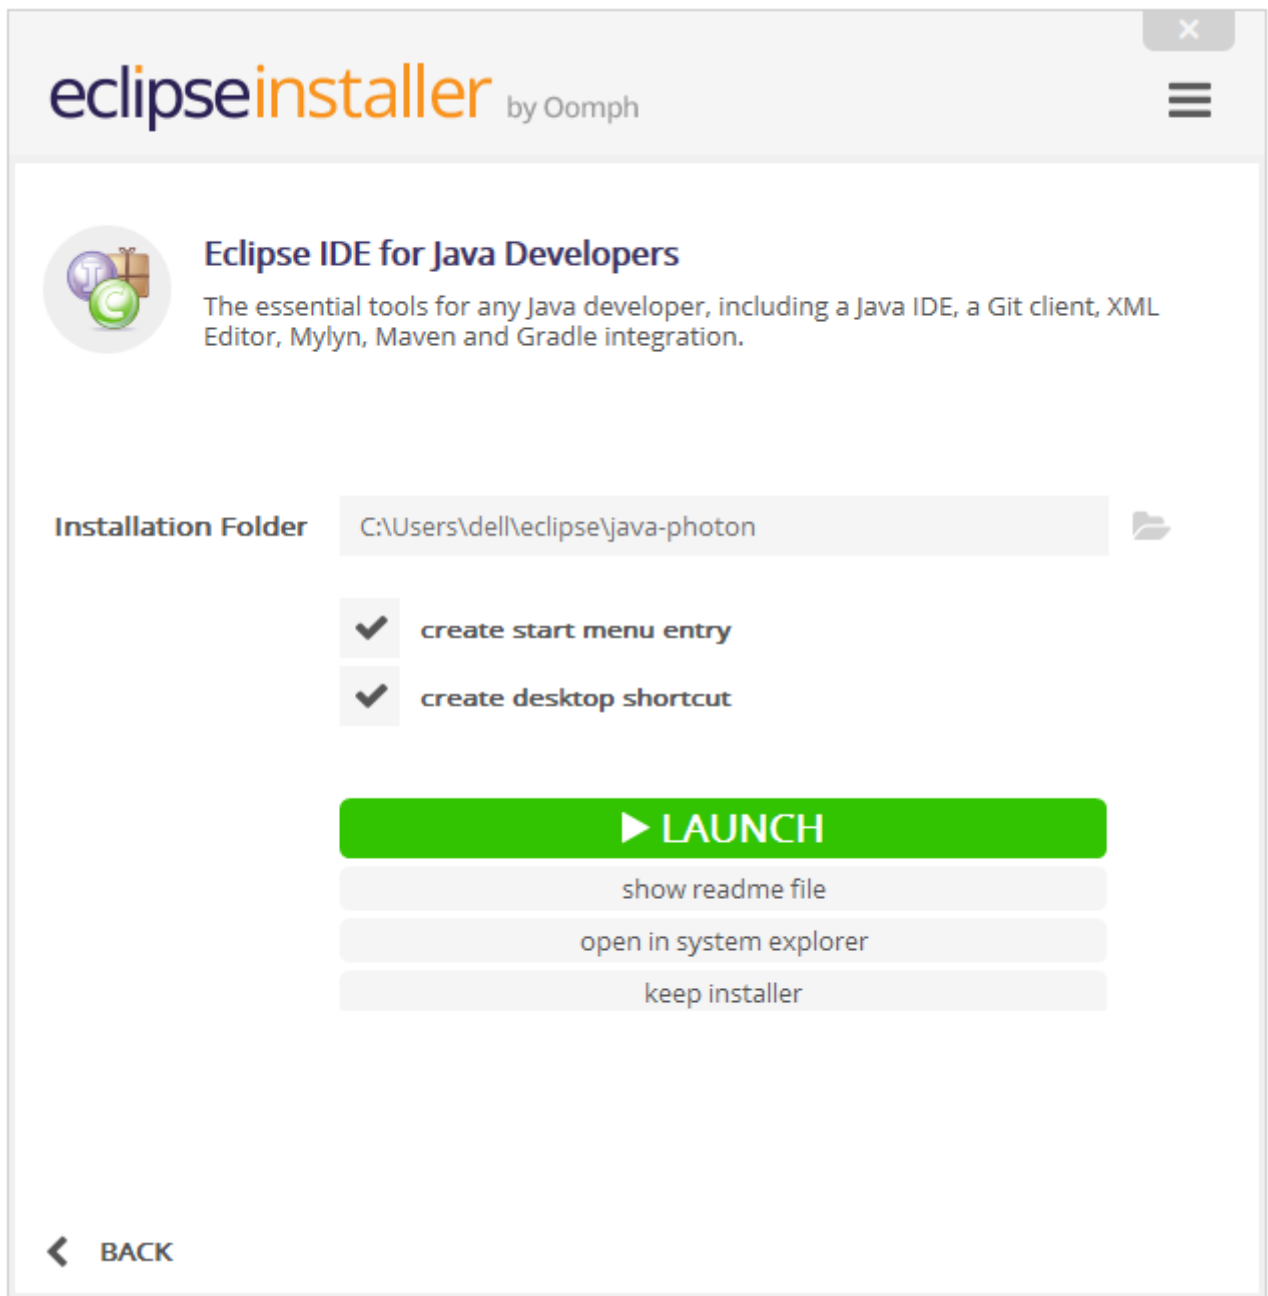 eclipseinstaller by Oomph
Eclipse IDE for Java Developers
The essential tools for any Java developer, including a Java IDE, a Git client, XML
Editor, Mylyn, Maven and Gradle integration.
Installation Folder C:\Users\dell\eclipse\java-photon
create start menu entry
create desktop shortcut
LAUNCH
show readme file
open in system explorer
keep installer
BACK